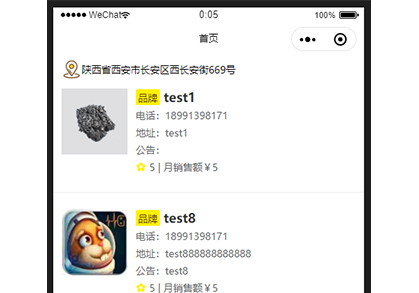 WeChat 0:05 100%
首页
陕西省西安市长安区西长安街669号
品牌 test1
电话：18991398171
地址：test1
公告：
5 | 月销售额￥5
品牌 test8
电话：18991398171
地址：test888888888888
公告：test8
5 | 月销售额￥5